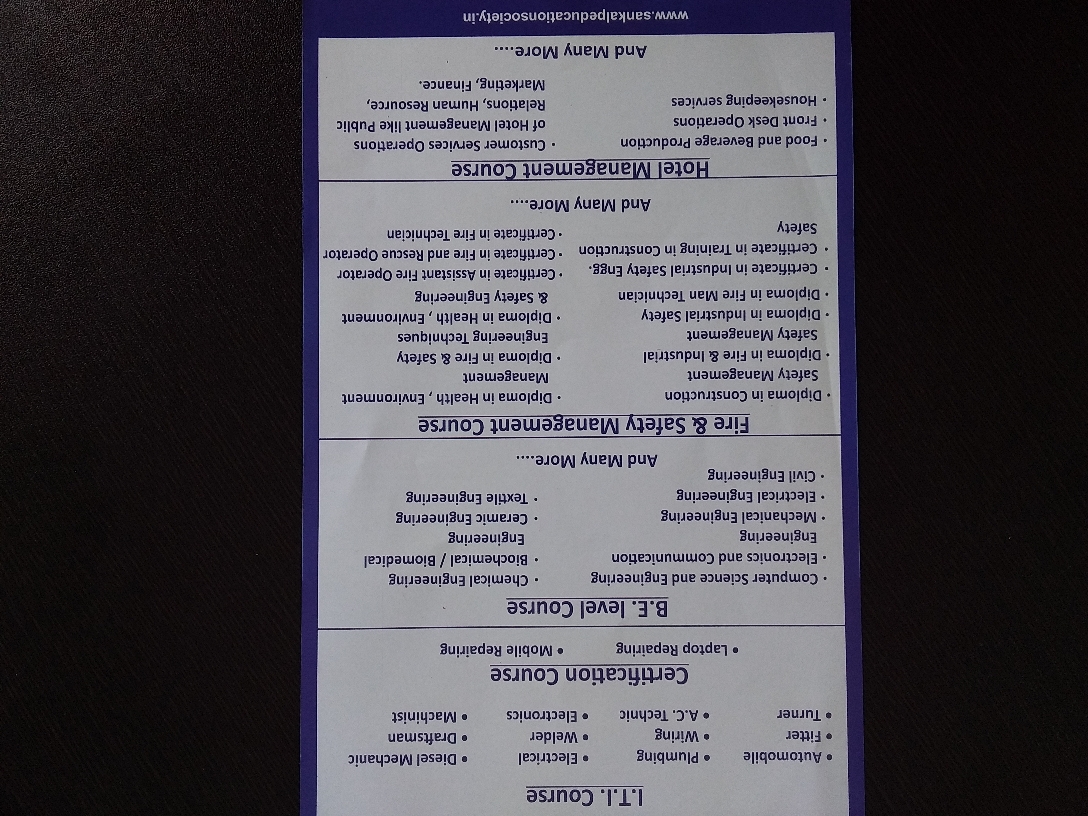 I.T.I. Course
• Automobile • Plumbing • Electrical • Diesel Mechanic
• Fitter • Wiring • Welder • Draftsman
• Turner • A.C. Technic • Electronics • Machinist
Certification Course
• Laptop Repairing • Mobile Repairing
B.E. level Course
• Computer Science and Engineering
• Electronics and Communication
Engineering
• Mechanical Engineering
• Electrical Engineering
• Civil Engineering
• Chemical Engineering
• Biochemical / Biomedical
Engineering
• Ceramic Engineering
• Textile Engineering
And Many More....
Fire & Safety Management Course
• Diploma in Construction
Safety Management
• Diploma in Fire & Industrial
Safety Management
• Diploma in Industrial Safety
• Diploma in Fire Man Technician
• Certificate in Industrial Safety Engg.
• Certificate in Training in Construction
Safety
• Diploma in Health , Environment
Management
• Diploma in Fire & Safety
Engineering Techniques
• Diploma in Health , Environment
& Safety Engineering
• Certificate in Assistant Fire Operator
• Certificate in Fire and Rescue Operator
• Certificate in Fire Technician
And Many More....
Hotel Management Course
• Food and Beverage Production
• Front Desk Operations
• Housekeeping services
• Customer Services Operations
of Hotel Management like Public
Relations, Human Resource,
Marketing, Finance.
And Many More....
www.sankalpeducationsociety.in